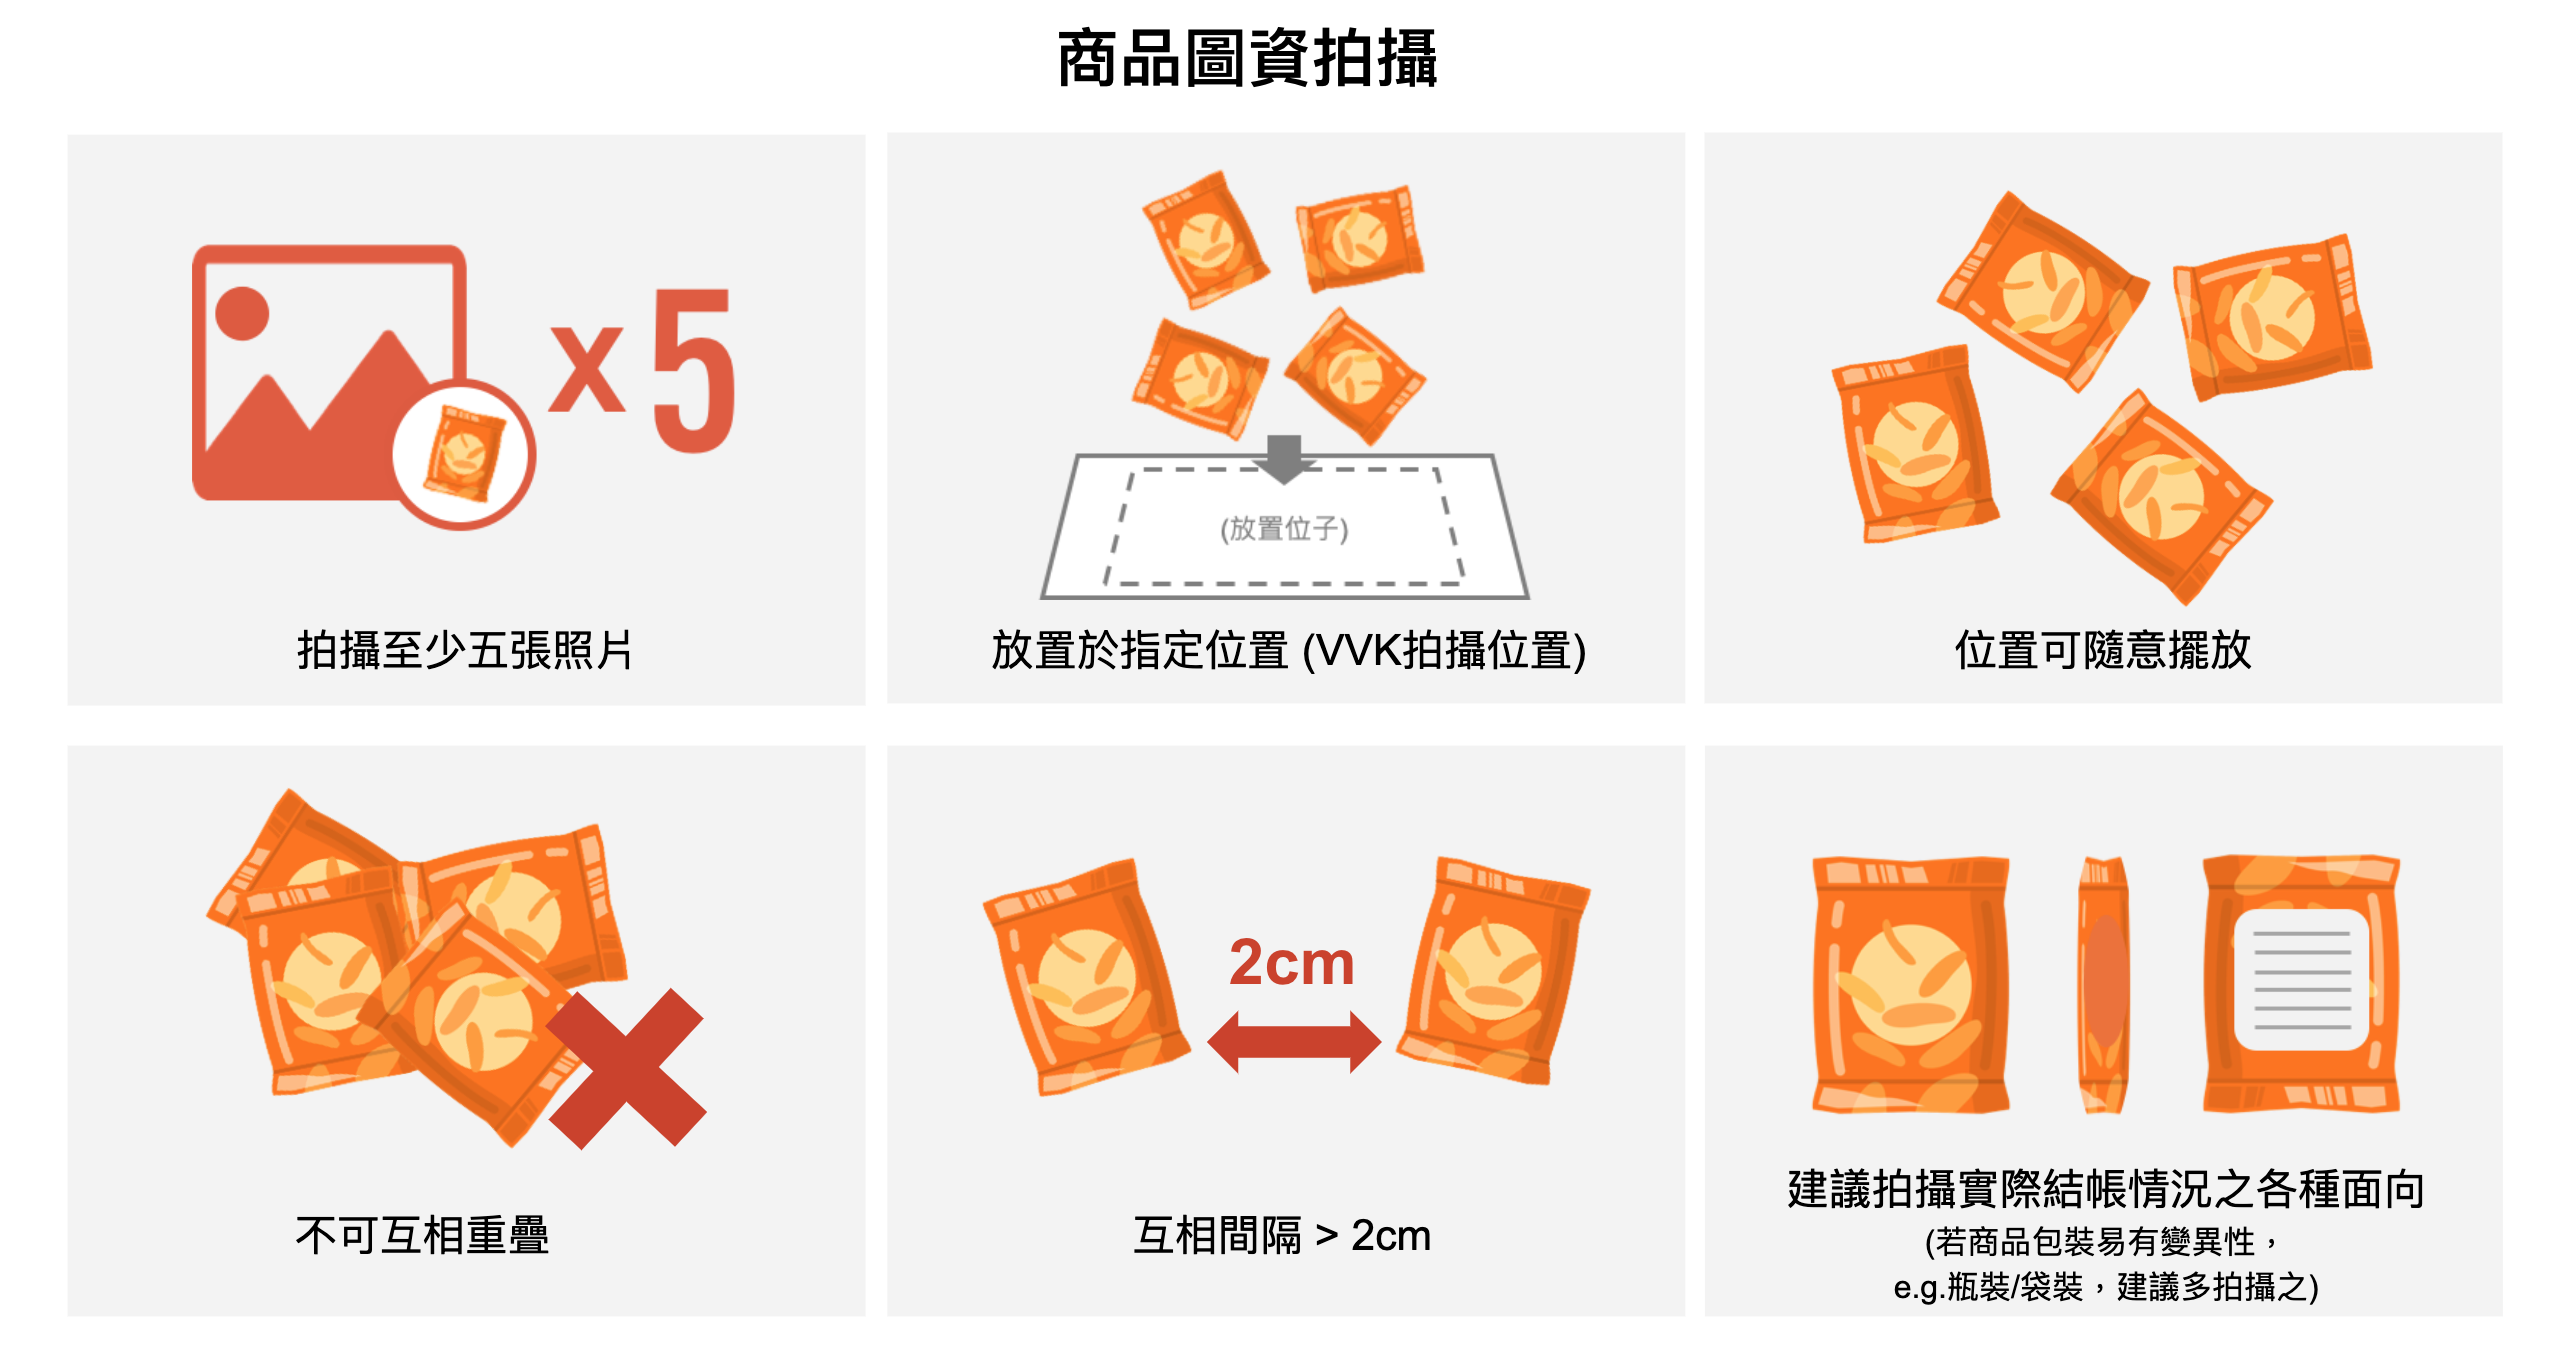 商品圖資拍攝
x5
拍攝至少五張照片
(放置位子)
放置於指定位置 (VVK拍攝位置)
位置可隨意擺放
不可互相重疊
2cm
互相間隔 > 2cm
建議拍攝實際結帳情況之各種面向
(若商品包裝易有變異性，
e.g.瓶裝/袋裝，建議多拍攝之)